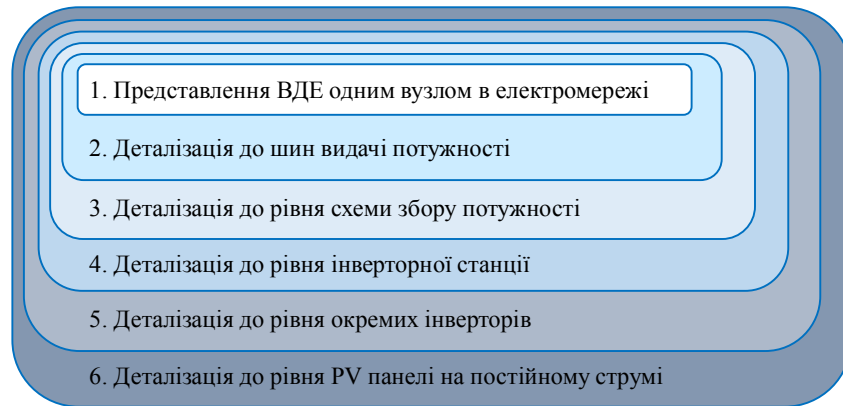 1. Представлення ВДЕ одним вузлом в електромережі
2. Деталізація до шин видачі потужності
3. Деталізація до рівня схеми збору потужності
4. Деталізація до рівня інверторної станції
5. Деталізація до рівня окремих інверторів
6. Деталізація до рівня PV панелі на постійному струмі